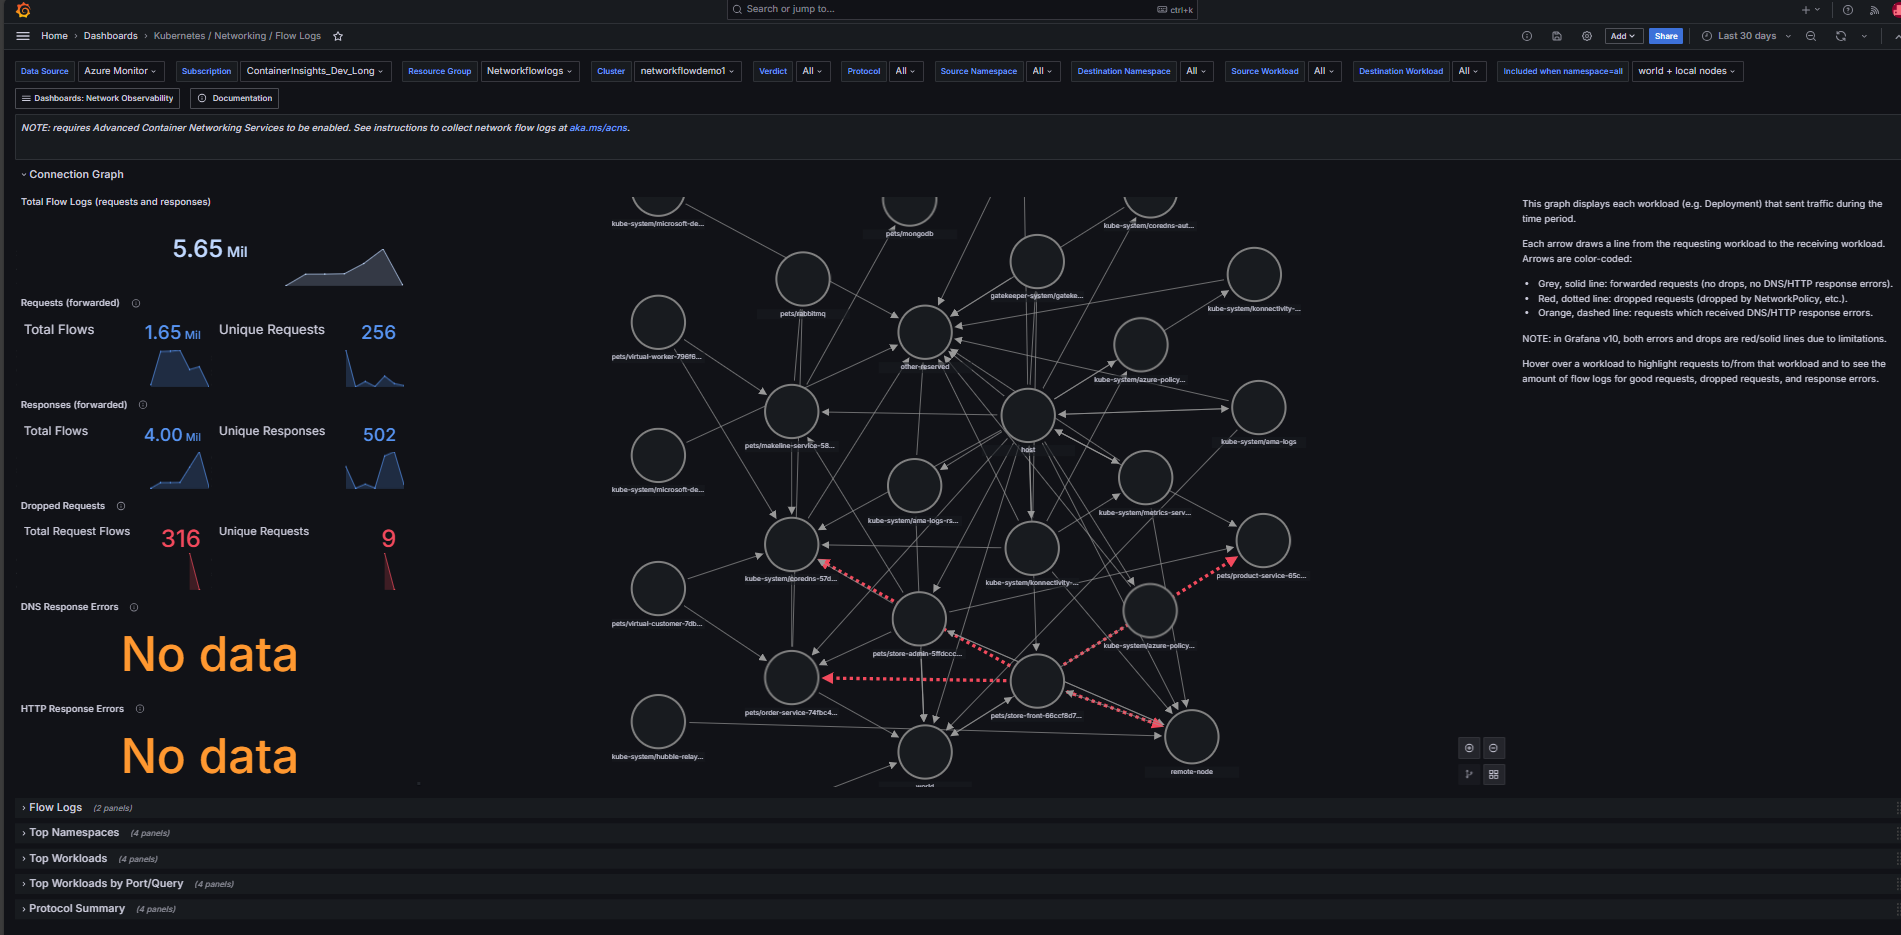 Search or jump to...
ctrl+k
Home › Dashboards › Kubernetes / Networking / Flow Logs
Add
Share
Last 30 days
Data Source
Azure Monitor
Subscription
ContainerInsights_Dev_Long
Resource Group
Networkflowlogs
Cluster
networkflowdemo1
Verdict
All
Protocol
All
Source Namespace
All
Destination Namespace
All
Source Workload
All
Destination Workload
All
Included when namespace=all
world + local nodes
Dashboards: Network Observability
Documentation
NOTE: requires Advanced Container Networking Services to be enabled. See instructions to collect network flow logs at aka.ms/acns.
Connection Graph
Total Flow Logs (requests and responses)
5.65 Mil
Requests (forwarded)
Total Flows
1.65 Mil
Unique Requests
256
Responses (forwarded)
Total Flows
4.00 Mil
Unique Responses
502
Dropped Requests
Total Request Flows
316
Unique Requests
9
DNS Response Errors
No data
HTTP Response Errors
No data
kube-system/microsoft-de...
pets/mongodb
kube-system/coredns-aut...
pets/rabbitmq
gatekeeper-system/gateke...
kube-system/konnectivity-...
pets/virtual-worker-796f6...
other-reserved
kube-system/azure-policy...
pets/makeline-service-58...
host
kube-system/ama-logs
kube-system/microsoft-de...
kube-system/ama-logs-rs...
kube-system/metrics-serv...
kube-system/coredns-57d...
kube-system/konnectivity-...
pets/product-service-65c...
pets/virtual-customer-7db...
pets/store-admin-5ffdccc...
kube-system/azure-policy...
pets/order-service-74fbc4...
pets/store-front-66ccf8d7...
kube-system/hubble-relay...
remote-node
world
This graph displays each workload (e.g. Deployment) that sent traffic during the
time period.
Each arrow draws a line from the requesting workload to the receiving workload.
Arrows are color-coded:
• Grey, solid line: forwarded requests (no drops, no DNS/HTTP response errors).
• Red, dotted line: dropped requests (dropped by NetworkPolicy, etc.).
• Orange, dashed line: requests which received DNS/HTTP response errors.
NOTE: in Grafana v10, both errors and drops are red/solid lines due to limitations.
Hover over a workload to highlight requests to/from that workload and to see the
amount of flow logs for good requests, dropped requests, and response errors.
Flow Logs (2 panels)
Top Namespaces (4 panels)
Top Workloads (4 panels)
Top Workloads by Port/Query (4 panels)
Protocol Summary (4 panels)